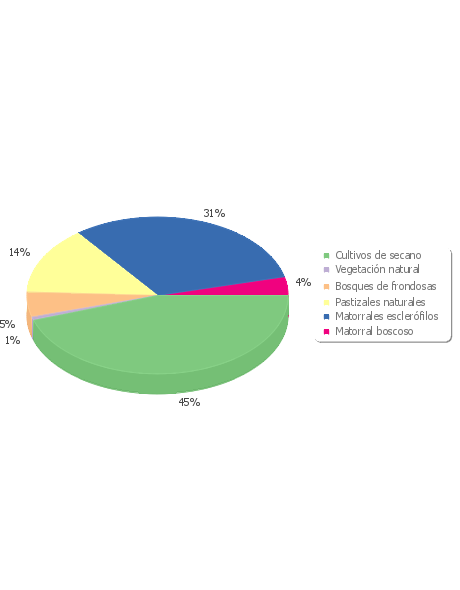 31%
14%
4%
5%
1%
45%
Cultivos de secano
Vegetación natural
Bosques de frondosas
Pastizales naturales
Matorrales esclerófilos
Matorral boscoso